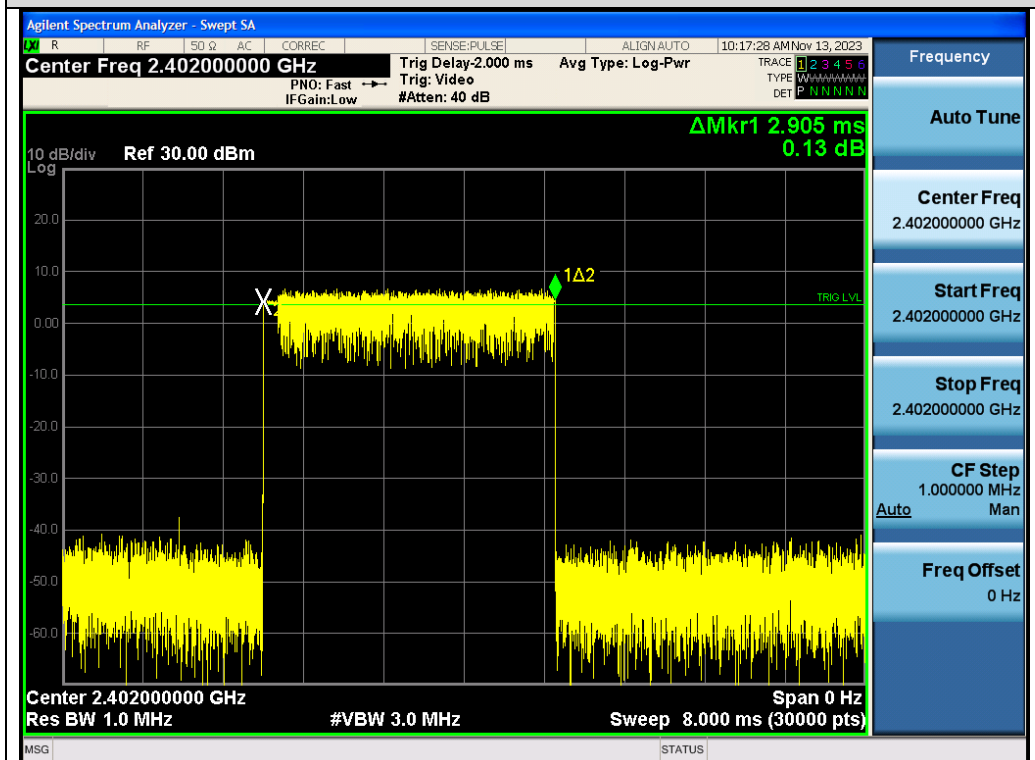 Agilent Spectrum Analyzer - Swept SA
LXI R RF 50 Ω AC CORREC SENSE:PULSE ALIGN AUTO 10:17:28 AM Nov 13, 2023
Center Freq 2.402000000 GHz
PNO: Fast
IFGain:Low
Trig Delay-2.000 ms
Trig: Video
#Atten: 40 dB
Avg Type: Log-Pwr
TRACE 1 2 3 4 5 6
TYPE WWWWWW
DET P N N N N N
ΔMkr1 2.905 ms
0.13 dB
10 dB/div Ref 30.00 dBm
Log
20.0
10.0
0.00
-10.0
-20.0
-30.0
-40.0
-50.0
-60.0
1Δ2
TRIG LVL
Center 2.402000000 GHz Span 0 Hz
Res BW 1.0 MHz #VBW 3.0 MHz Sweep 8.000 ms (30000 pts)
MSG STATUS
Frequency
Auto Tune
Center Freq
2.402000000 GHz
Start Freq
2.402000000 GHz
Stop Freq
2.402000000 GHz
CF Step
1.000000 MHz
Auto Man
Freq Offset
0 Hz